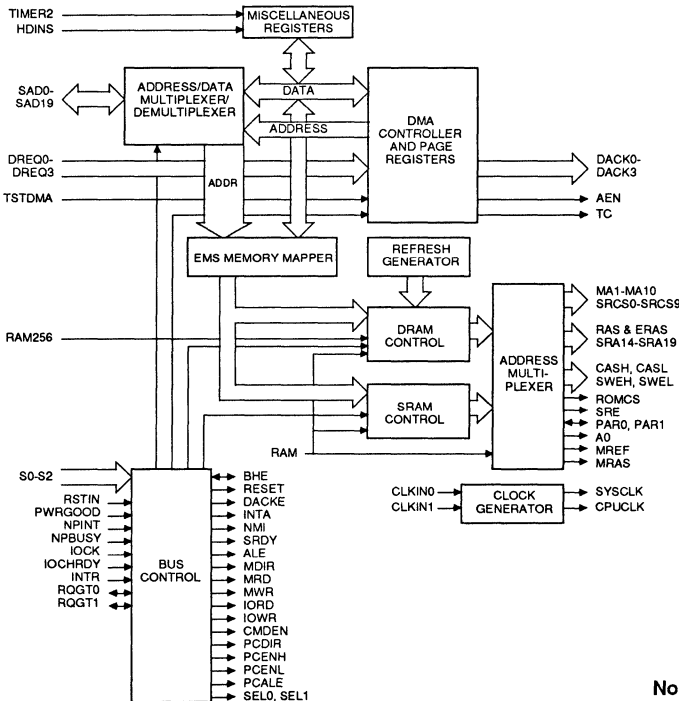 TIMER2
HDINS
MISCELLANEOUS
REGISTERS
SAD0-
SAD19
ADDRESS/DATA
MULTIPLEXER/
DEMULTIPLEXER
DATA
ADDRESS
DMA
CONTROLLER
AND PAGE
REGISTERS
DREQ0-
DREQ3
TSTDMA
ADDR
DACK0-
DACK3
AEN
TC
EMS MEMORY MAPPER
REFRESH
GENERATOR
RAM256
DRAM
CONTROL
SRAM
CONTROL
RAM
ADDRESS
MULTI-
PLEXER
MA1-MA10
SRCS0-SRCS9
RAS & ERAS
SRA14-SRA19
CASH, CASL
SWEH, SWEL
ROMCS
SRE
PAR0, PAR1
A0
MREF
MRAS
S0-S2
RSTIN
PWRGOOD
NPINT
NPBUSY
IOCK
IOCHRDY
INTR
RQGT0
RQGT1
BUS
CONTROL
BHE
RESET
DACKE
INTA
NMI
SRDY
ALE
MDIR
MRD
MWR
IORD
IOWR
CMDEN
PCDIR
PCENH
PCENL
PCALE
SEL0, SEL1
CLKIN0
CLKIN1
CLOCK
GENERATOR
SYSCLK
CPUCLK
No